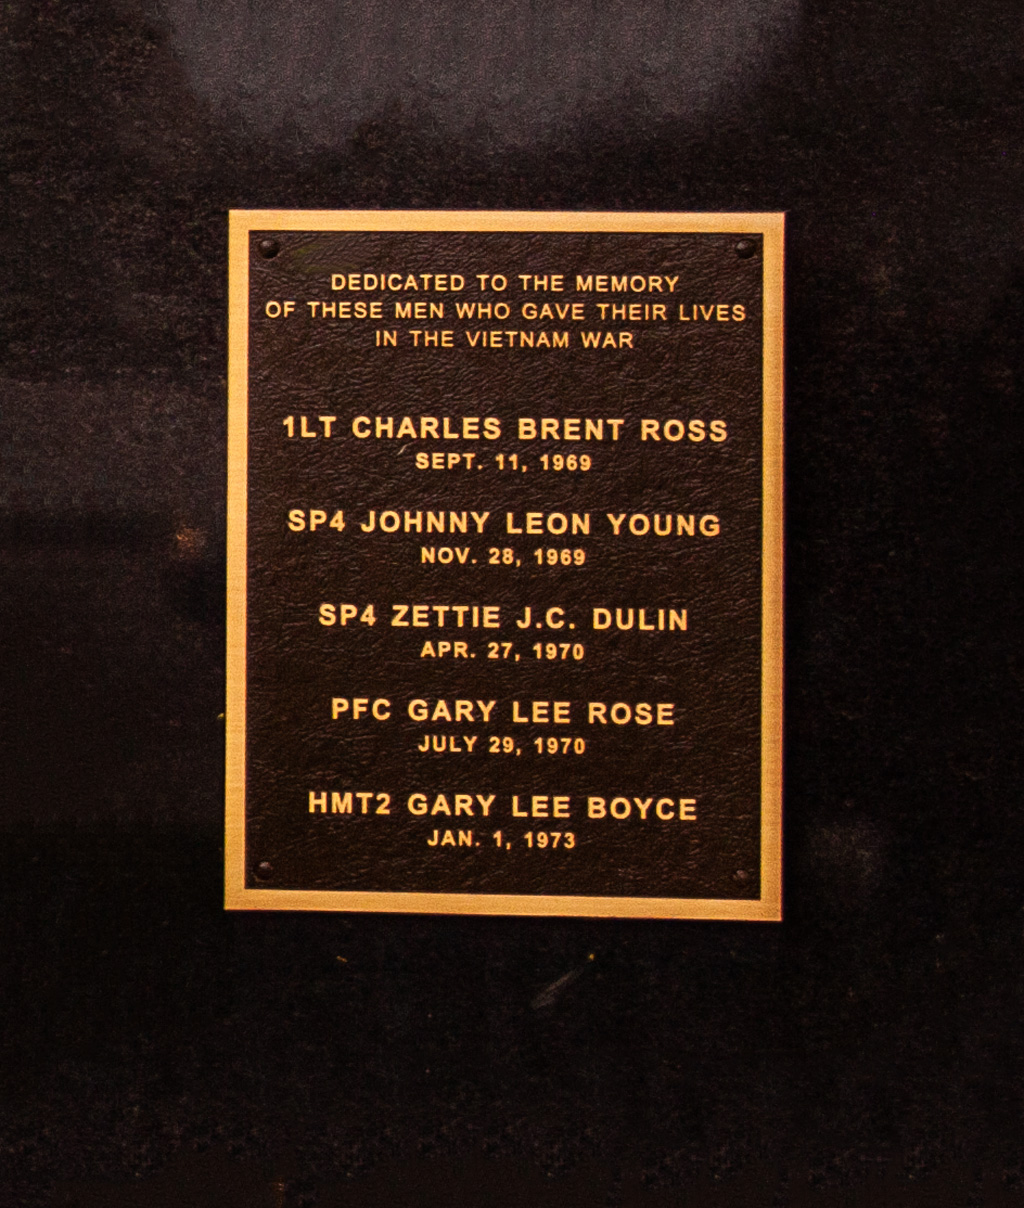 DEDICATED TO THE MEMORY
OF THESE MEN WHO GAVE THEIR LIVES
IN THE VIETNAM WAR
1LT CHARLES BRENT ROSS
SEPT. 11, 1969
SP4 JOHNNY LEON YOUNG
NOV. 28, 1969
SP4 ZETTIE J.C. DULIN
APR. 27, 1970
PFC GARY LEE ROSE
JULY 29, 1970
HMT2 GARY LEE BOYCE
JAN. 1, 1973